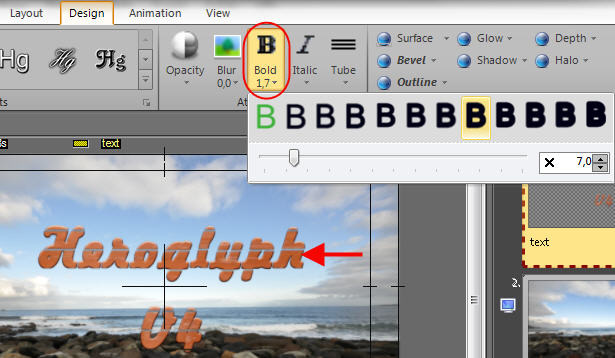 Layout Design Animation View
Hg Hg Hg
Opacity Blur Bold Italic Tube
0,0 1,7
Surface Glow Depth
Bevel Shadow Halo
Outline
B B B B B B B B B B B B
7,0
text
Heroglyph
V4
text
2.